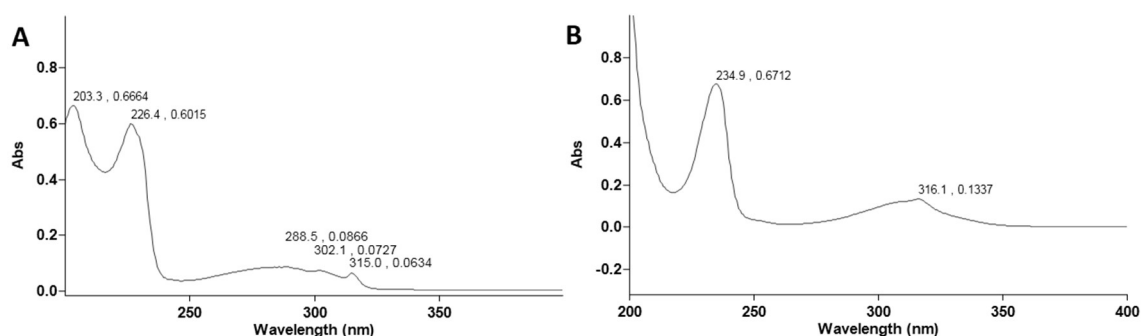 A
Abs
0.8
0.6
0.4
0.2
0.0
203.3 , 0.6664
226.4 , 0.6015
288.5 , 0.0866
302.1 , 0.0727
315.0 , 0.0634
250
300
350
Wavelength (nm)
B
Abs
0.8
0.6
0.4
0.2
0.0
-0.2
234.9 , 0.6712
316.1 , 0.1337
200
250
300
350
400
Wavelength (nm)